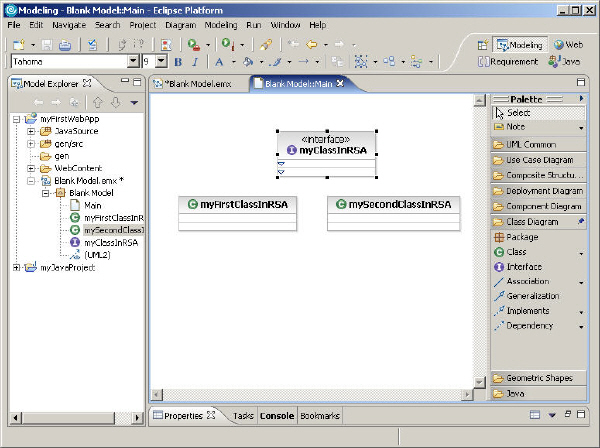 Modeling - Blank Model::Main - Eclipse Platform
File Edit Navigate Search Project Diagram Modeling Run Window Help
Modeling Web
Tahoma 9 B I A
Requirement Java
Model Explorer
*Blank Model.emx
Blank Model::Main
myFirstWebApp
JavaSource
gen/src
gen
WebContent
Blank Model.emx *
Blank Model
Main
myFirstClassInR
mySecondClassI
myClassInRSA
{UML2}
myJavaProject
«interface»
I myClassInRSA
C myFirstClassInRSA
C mySecondClassInRSA
Palette
Select
Note
UML Common
Use Case Diagram
Composite Structu...
Deployment Diagram
Component Diagram
Class Diagram
Package
Class
Interface
Association
Generalization
Implements
Dependency
Geometric Shapes
Java
Properties Tasks Console Bookmarks